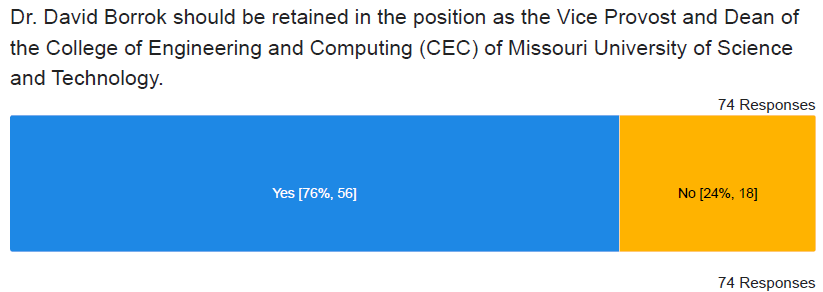 Dr. David Borrok should be retained in the position as the Vice Provost and Dean of
the College of Engineering and Computing (CEC) of Missouri University of Science
and Technology.
74 Responses
Yes [76%, 56]
No [24%, 18]
74 Responses